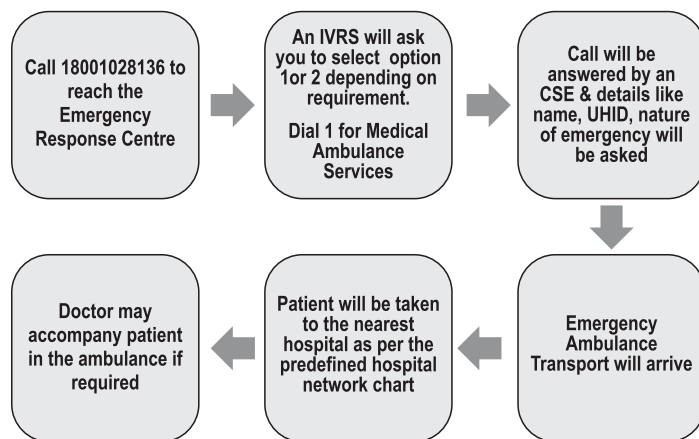 Call 18001028136 to
reach the
Emergency
Response Centre
An IVRS will ask
you to select option
1or 2 depending on
requirement.
Dial 1 for Medical
Ambulance
Services
Call will be
answered by an
CSE & details like
name, UHID, nature
of emergency will
be asked
Emergency
Ambulance
Transport will arrive
Patient will be taken
to the nearest
hospital as per the
predefined hospital
network chart
Doctor may
accompany patient
in the ambulance if
required